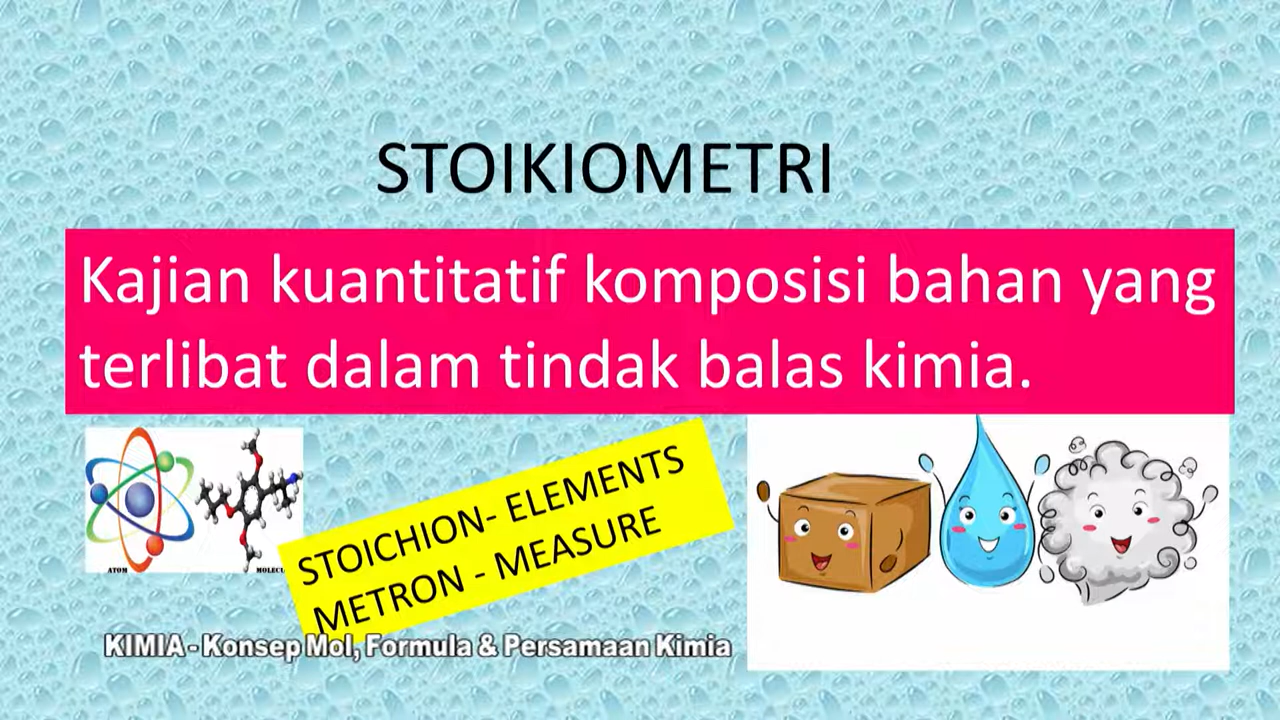 STOIKIOMETRI
Kajian kuantitatif komposisi bahan yang
terlibat dalam tindak balas kimia.
STOICHION- ELEMENTS
METRON - MEASURE
ATOM
KIMIA - Konsep Mol, Formula & Persamaan Kimia